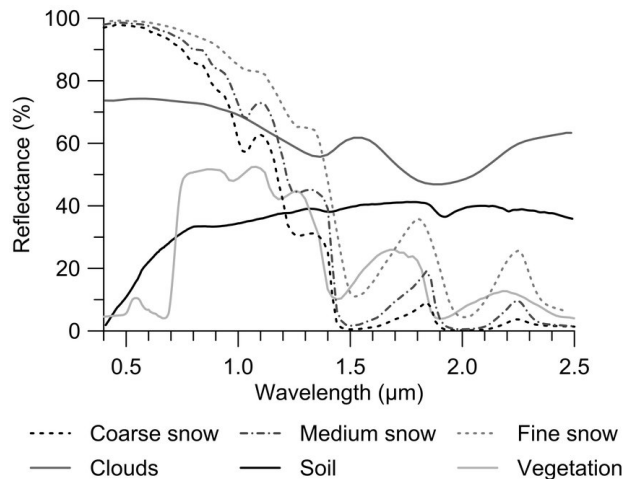 100
80
60
40
20
0
Reflectance (%)
0.5 1.0 1.5 2.0 2.5
Wavelength (μm)
Coarse snow Medium snow Fine snow
Clouds Soil Vegetation